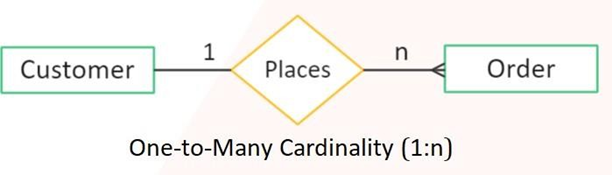 1 n
Customer Places Order
One-to-Many Cardinality (1:n)